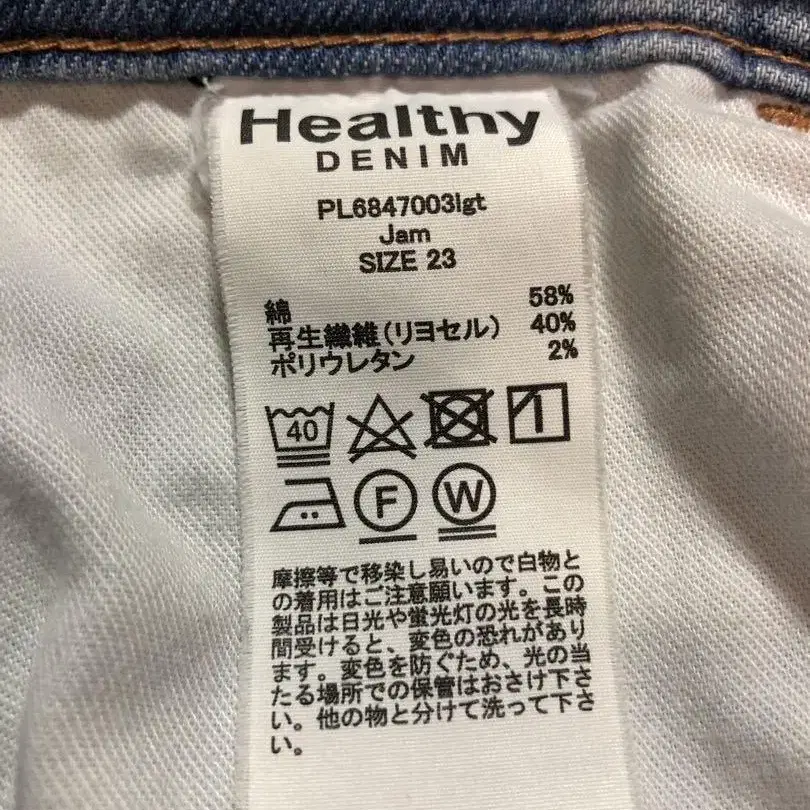 Healthy
DENIM
PL6847003lgt
Jam
SIZE 23
綿 58%
再生繊維(リヨセル) 40%
ポリウレタン 2%
40
F W
摩擦等で移染し易いので白物と
の着用はご注意願います。この
製品は日光や蛍光灯の光を長時
間受けると、変色の恐れがあり
ます。変色を防ぐため、光の当
たる場所での保管はおさけ下さ
い。他の物と分けて洗って下さ
い。